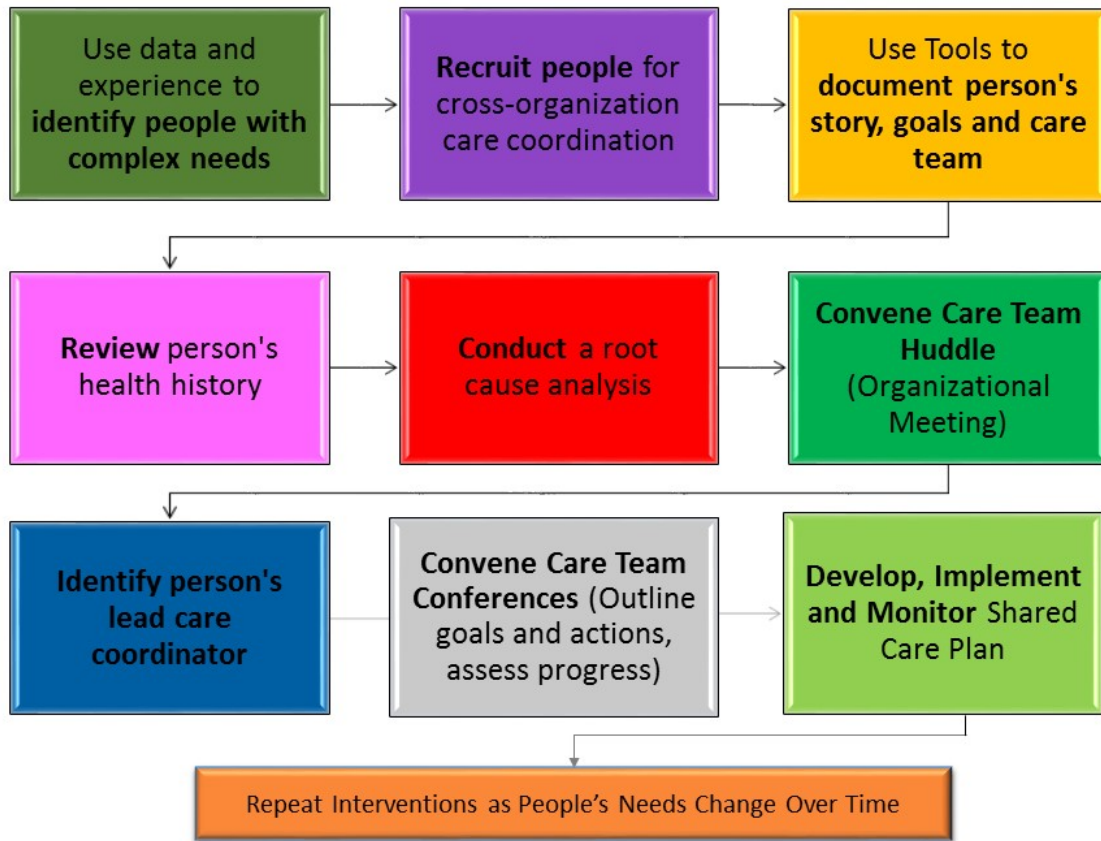 Use data and
experience to
identify people with
complex needs
Recruit people for
cross-organization
care coordination
Use Tools to
document person's
story, goals and care
team
Review person's
health history
Conduct a root
cause analysis
Convene Care Team
Huddle
(Organizational
Meeting)
Identify person's
lead care
coordinator
Convene Care Team
Conferences (Outline
goals and actions,
assess progress)
Develop, Implement
and Monitor Shared
Care Plan
Repeat Interventions as People’s Needs Change Over Time